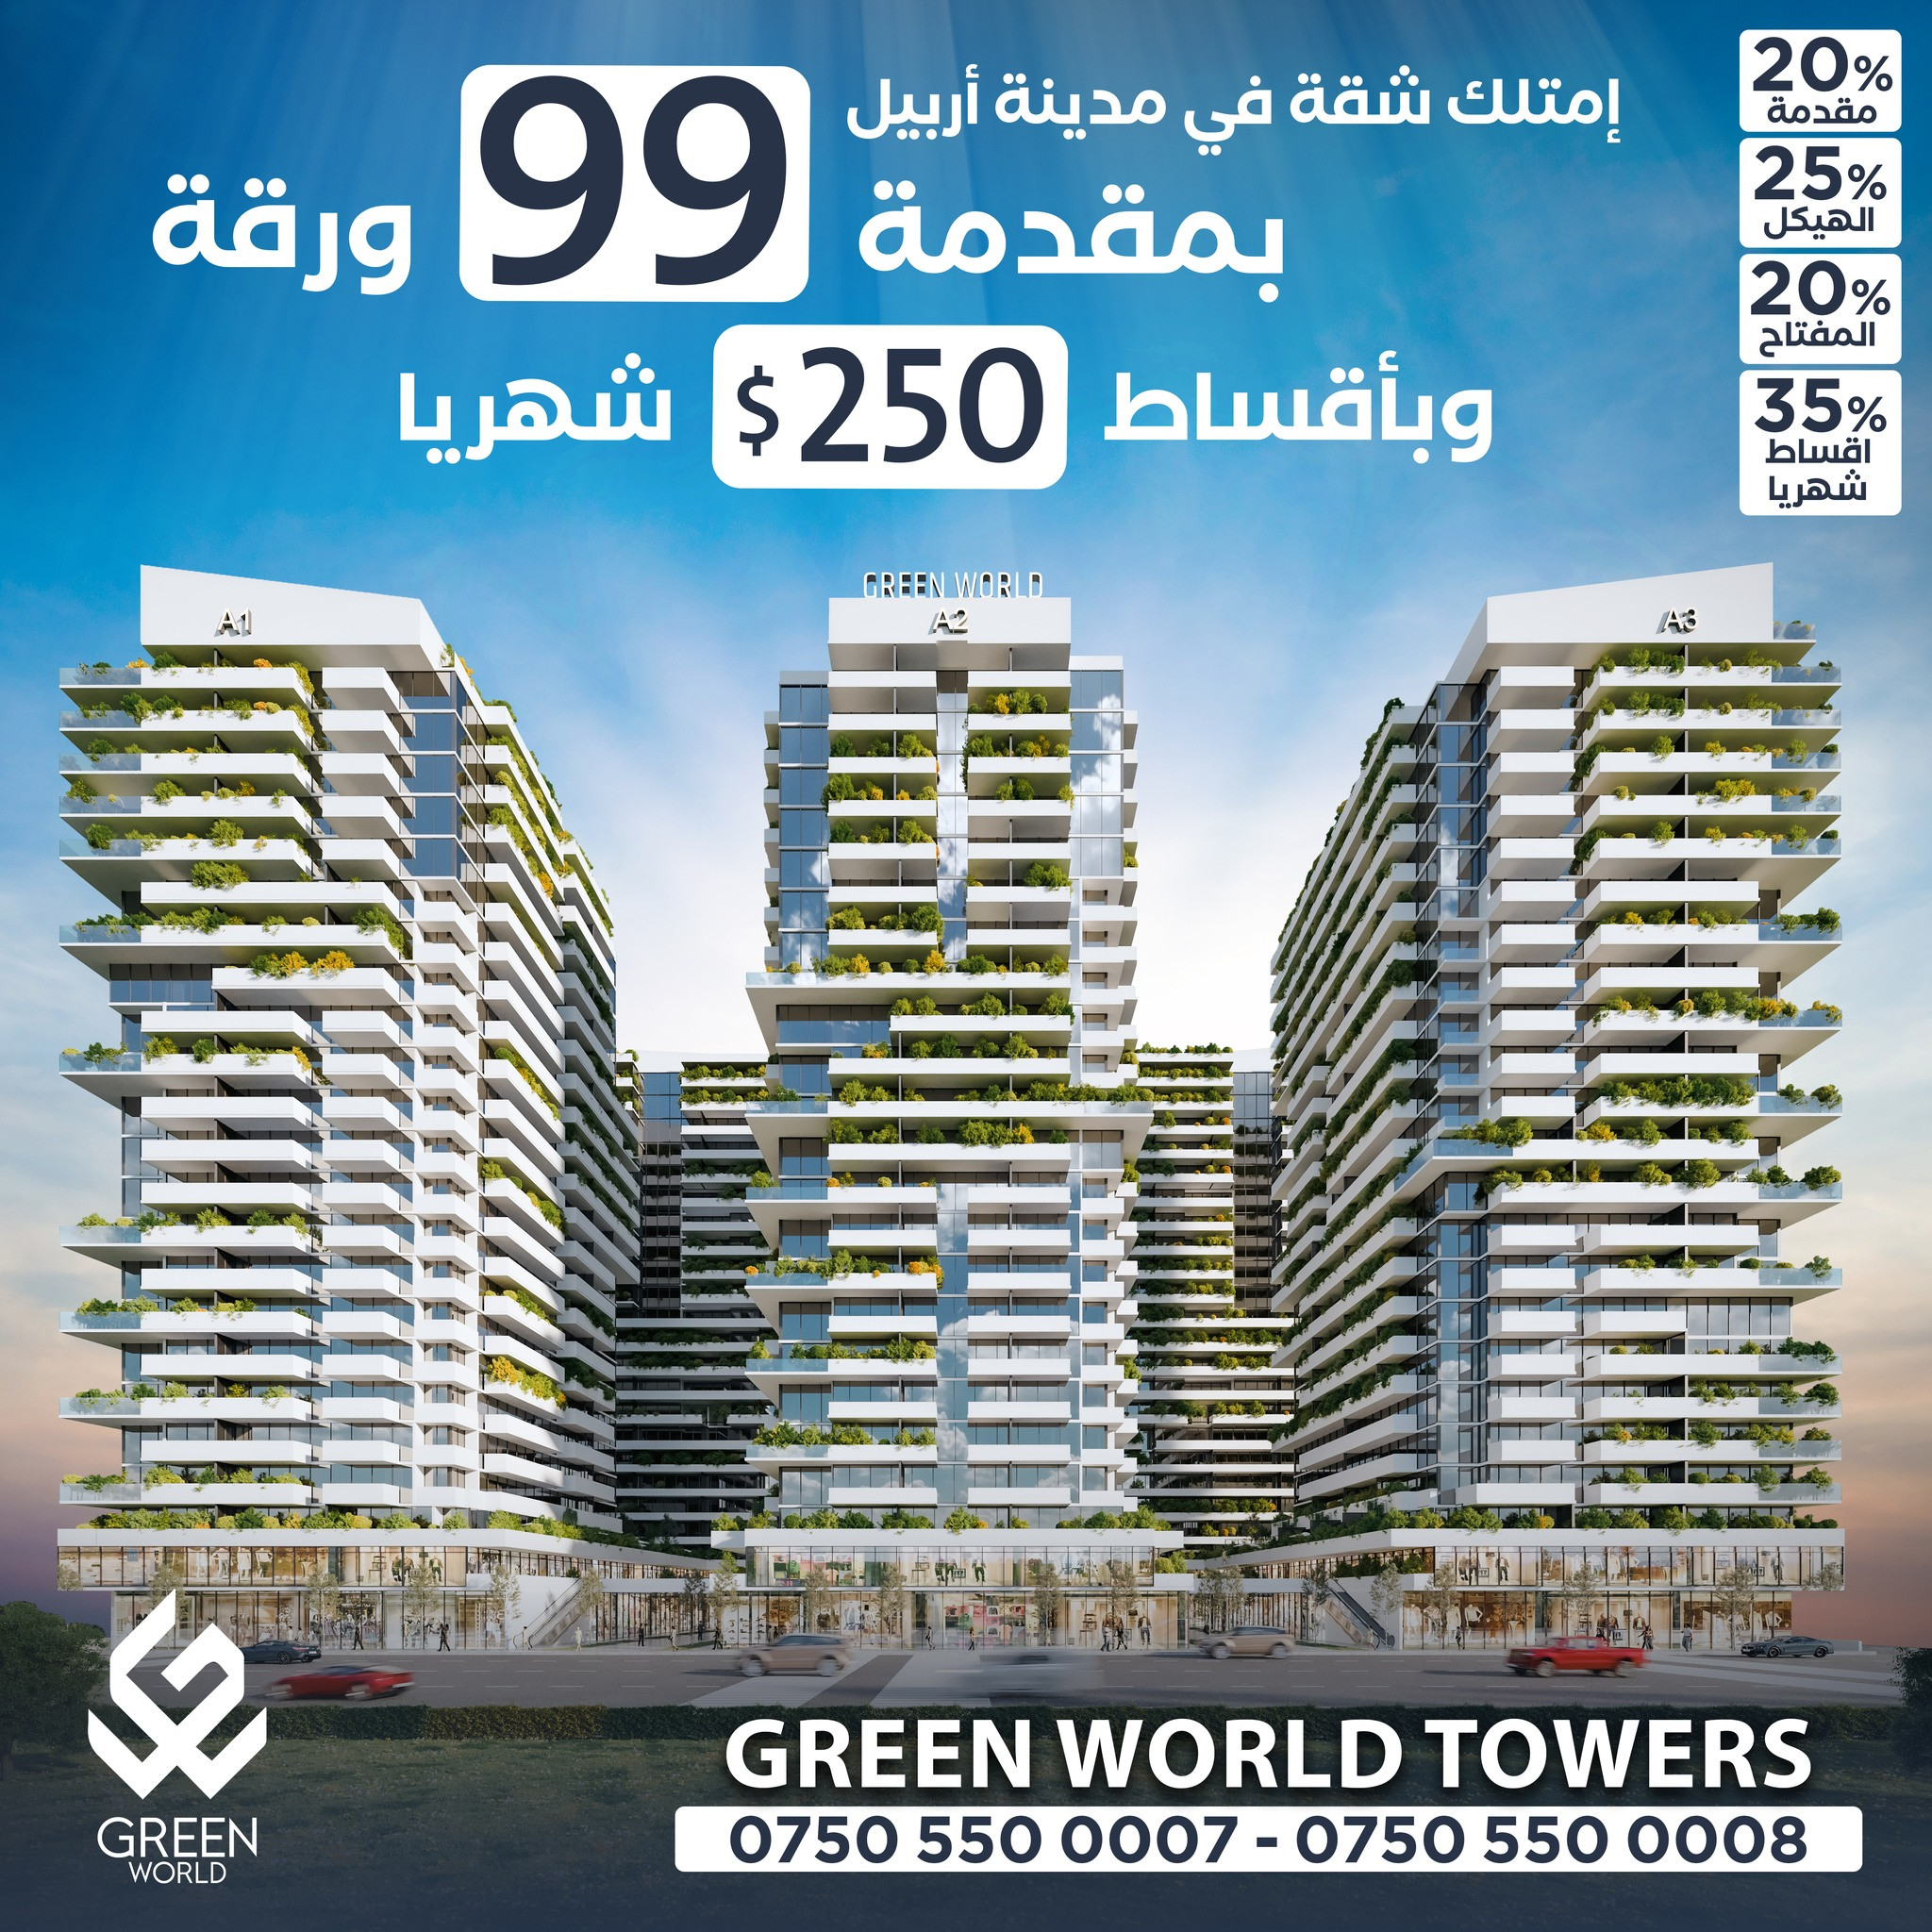 إمتلك شقة في مدينة أربيل
بمقدمة 99 ورقة
وبأقساط 250$ شهريا
20%
مقدمة
25%
الهيكل
20%
المفتاح
35%
اقساط
شهريا
GREEN WORLD
A1
A2
A3
GREEN WORLD TOWERS
0750 550 0007 - 0750 550 0008
GREEN
WORLD